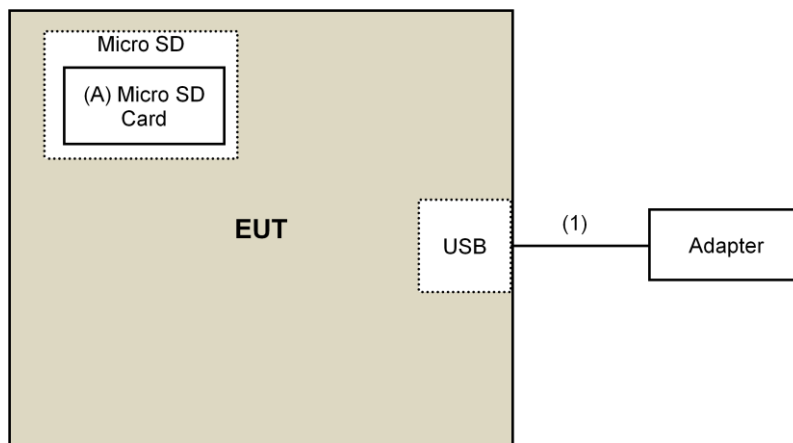 Micro SD
(A) Micro SD
Card
EUT
USB
(1)
Adapter